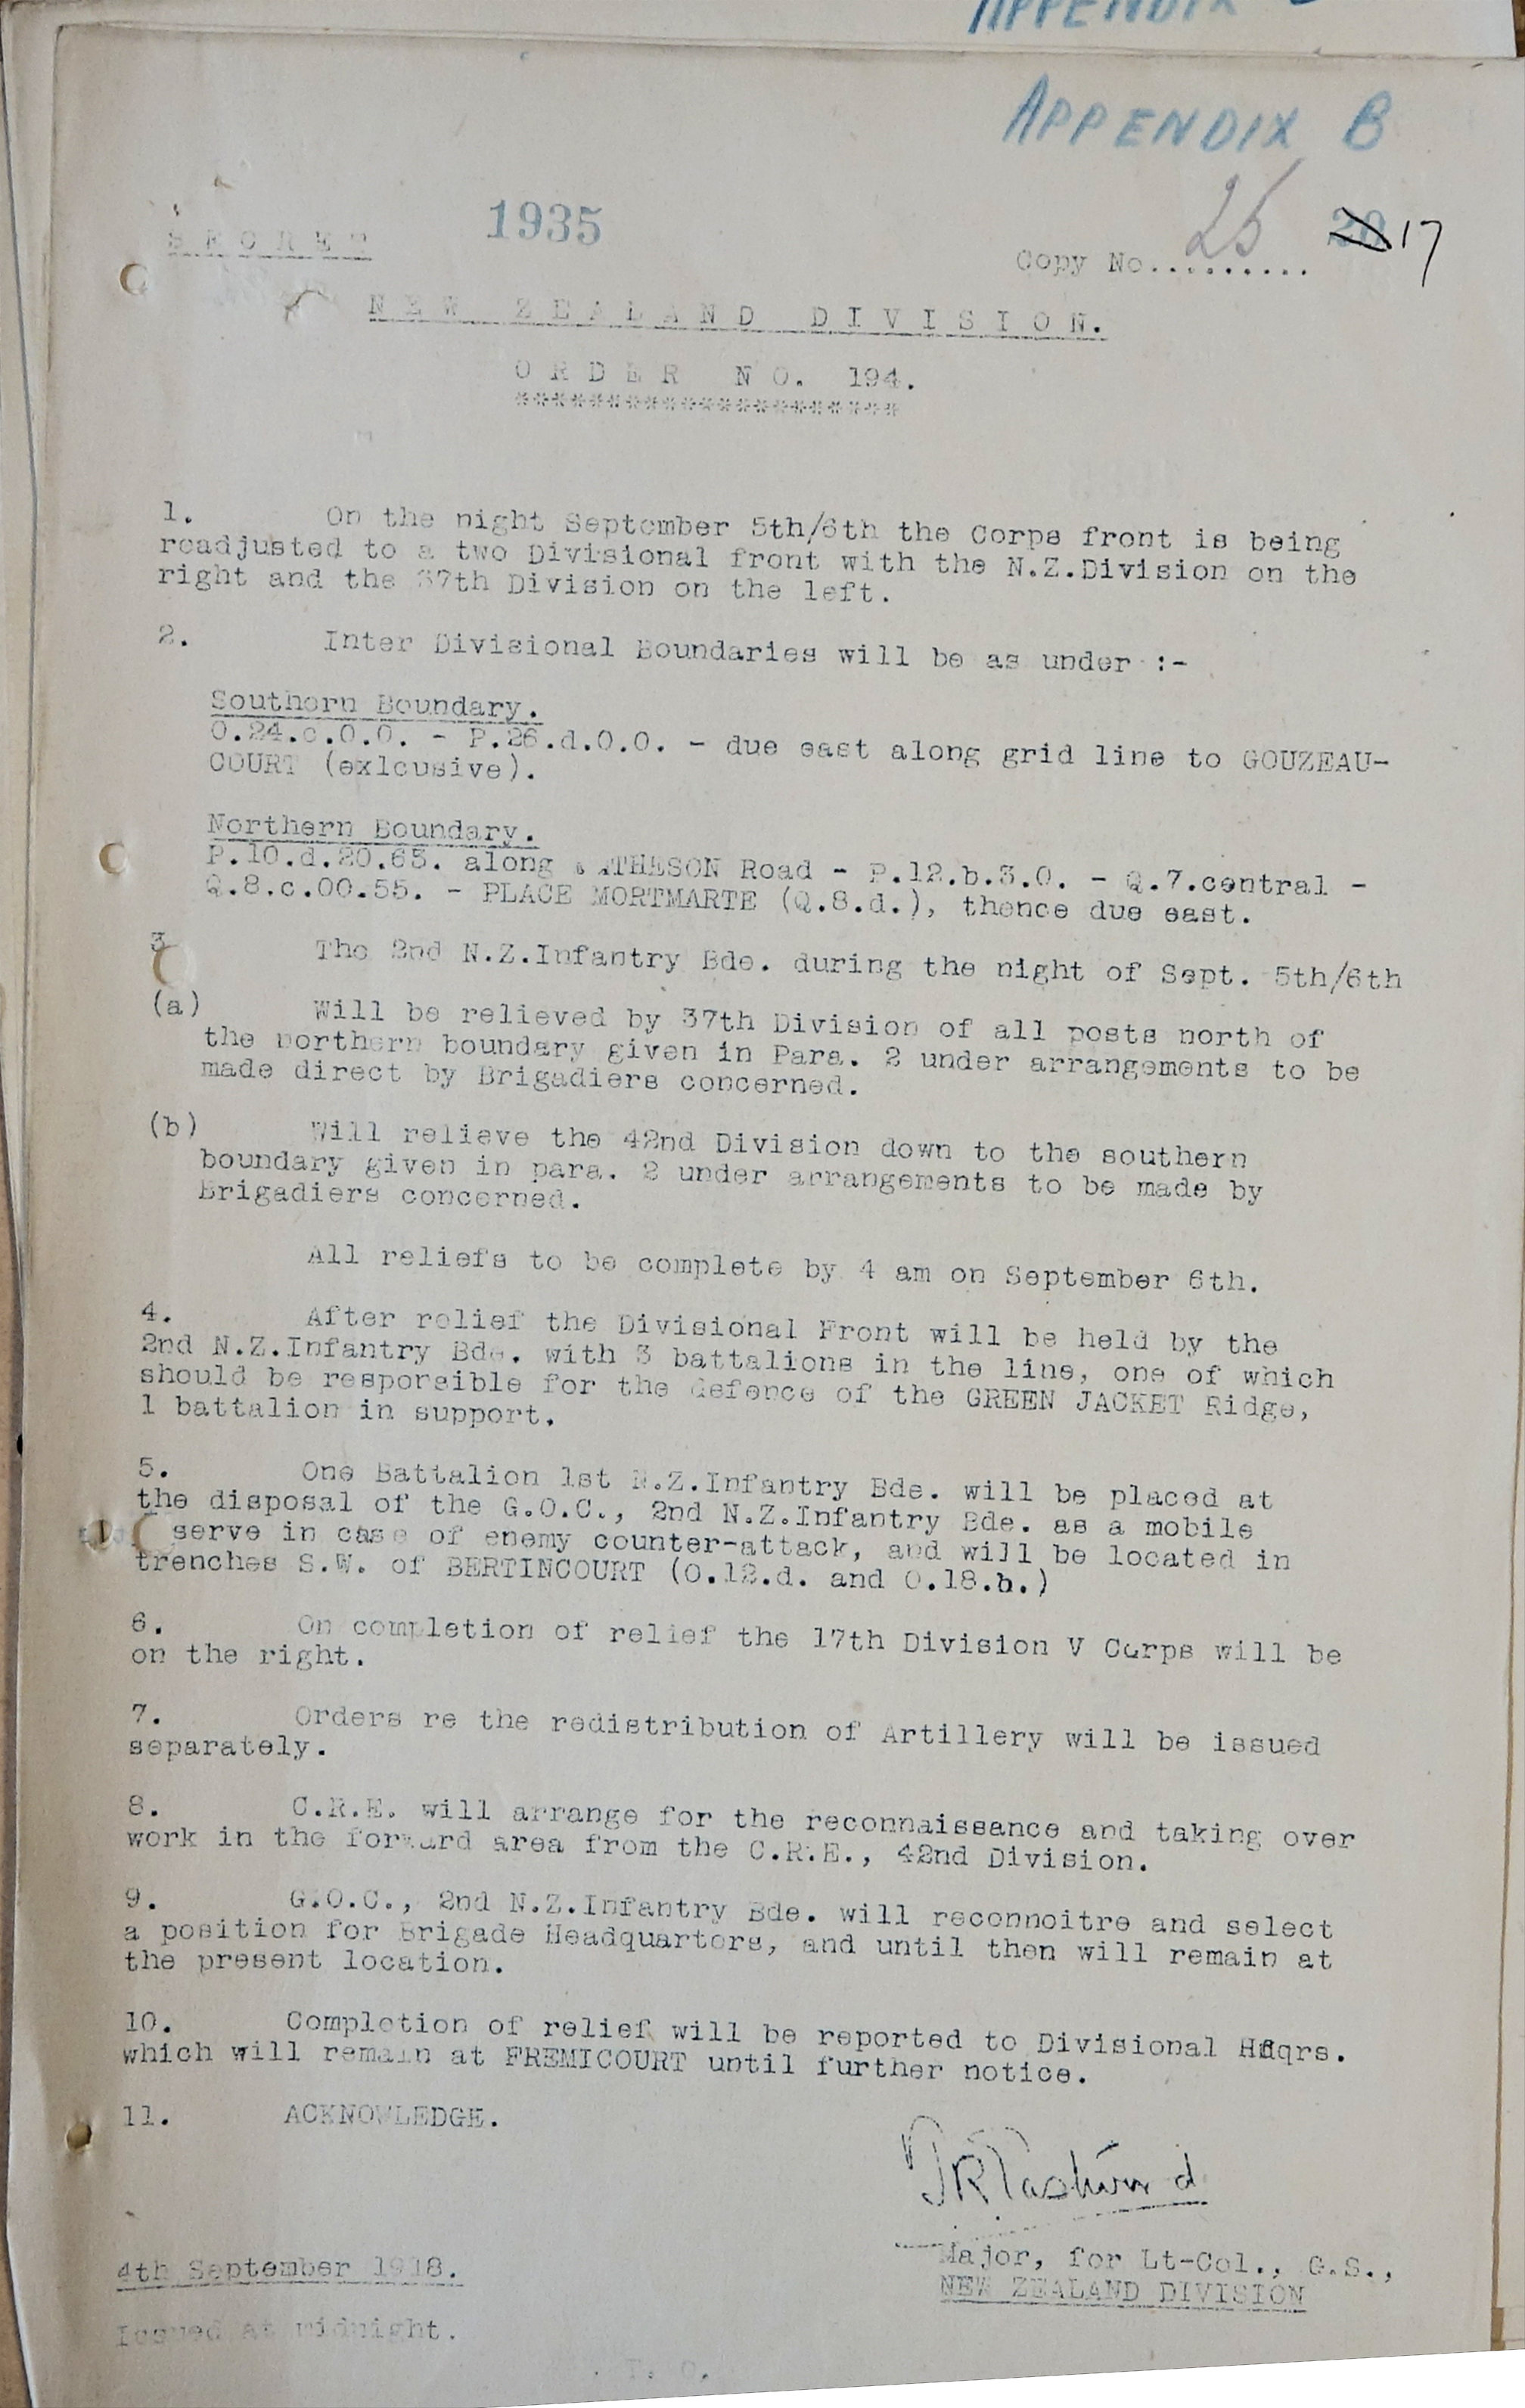 APPENDIX
APPENDIX B
SECRET
1935
Copy No.......... 25 20 17
NEW ZEALAND DIVISION.
ORDER NO. 194.
*********************
1. On the night September 5th/6th the Corps front is being
readjusted to a two Divisional front with the N.Z.Division on the
right and the 37th Division on the left.
2. Inter Divisional Boundaries will be as under :-
Southern Boundary.
O.24.c.0.0. - P.26.d.0.0. - due east along grid line to GOUZEAU-
COURT (exlcusive).
Northern Boundary.
P.10.d.20.65. along THESON Road - P.12.b.3.0. - Q.7.central -
Q.8.c.00.55. - PLACE MORTMARTE (Q.8.d.), thence due east.
3 The 2nd N.Z.Infantry Bde. during the night of Sept. 5th/6th
(a) Will be relieved by 37th Division of all posts north of
the northern boundary given in Para. 2 under arrangements to be
made direct by Brigadiers concerned.
(b) Will relieve the 42nd Division down to the southern
boundary given in para. 2 under arrangements to be made by
Brigadiers concerned.
All reliefs to be complete by 4 am on September 6th.
4. After relief the Divisional Front will be held by the
2nd N.Z.Infantry Bde. with 3 battalions in the line, one of which
should be responsible for the defence of the GREEN JACKET Ridge,
1 battalion in support.
5. One Battalion 1st N.Z.Infantry Bde. will be placed at
the disposal of the G.O.C., 2nd N.Z.Infantry Bde. as a mobile
serve in case of enemy counter-attack, and will be located in
trenches S.W. of BERTINCOURT (O.12.d. and O.18.b.)
6. On completion of relief the 17th Division V Corps will be
on the right.
7. Orders re the redistribution of Artillery will be issued
separately.
8. C.R.E. will arrange for the reconnaissance and taking over
work in the forward area from the C.R.E., 42nd Division.
9. G.O.C., 2nd N.Z.Infantry Bde. will reconnoitre and select
a position for Brigade Headquarters, and until then will remain at
the present location.
10. Completion of relief will be reported to Divisional Hdqrs.
which will remain at FREMICOURT until further notice.
11. ACKNOWLEDGE.
Major, for Lt-Col., G.S.,
4th September 1918.
NEW ZEALAND DIVISION
Issued at midnight.
T. O.